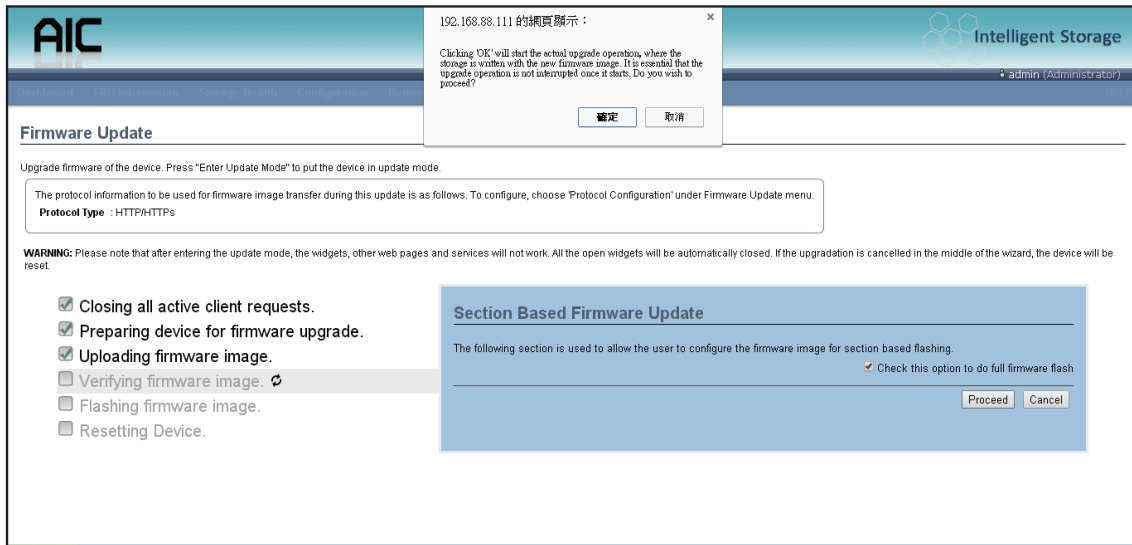 AIC
192.168.88.111 的網頁顯示：
×
Clicking 'OK' will start the actual upgrade operation, where the
storage is written with the new firmware image. It is essential that the
upgrade operation is not interrupted once it starts. Do you wish to
proceed?
確定 取消
Intelligent Storage
admin (Administrator)
Dashboard FRU Information Storage Health Configuration Remo
HELP
Firmware Update
Upgrade firmware of the device. Press "Enter Update Mode" to put the device in update mode.
The protocol information to be used for firmware image transfer during this update is as follows. To configure, choose 'Protocol Configuration' under Firmware Update menu.
Protocol Type : HTTP/HTTPs
WARNING: Please note that after entering the update mode, the widgets, other web pages and services will not work. All the open widgets will be automatically closed. If the upgradation is cancelled in the middle of the wizard, the device will be
reset.
Closing all active client requests.
Preparing device for firmware upgrade.
Uploading firmware image.
Verifying firmware image.
Flashing firmware image.
Resetting Device.
Section Based Firmware Update
The following section is used to allow the user to configure the firmware image for section based flashing.
Check this option to do full firmware flash
Proceed Cancel